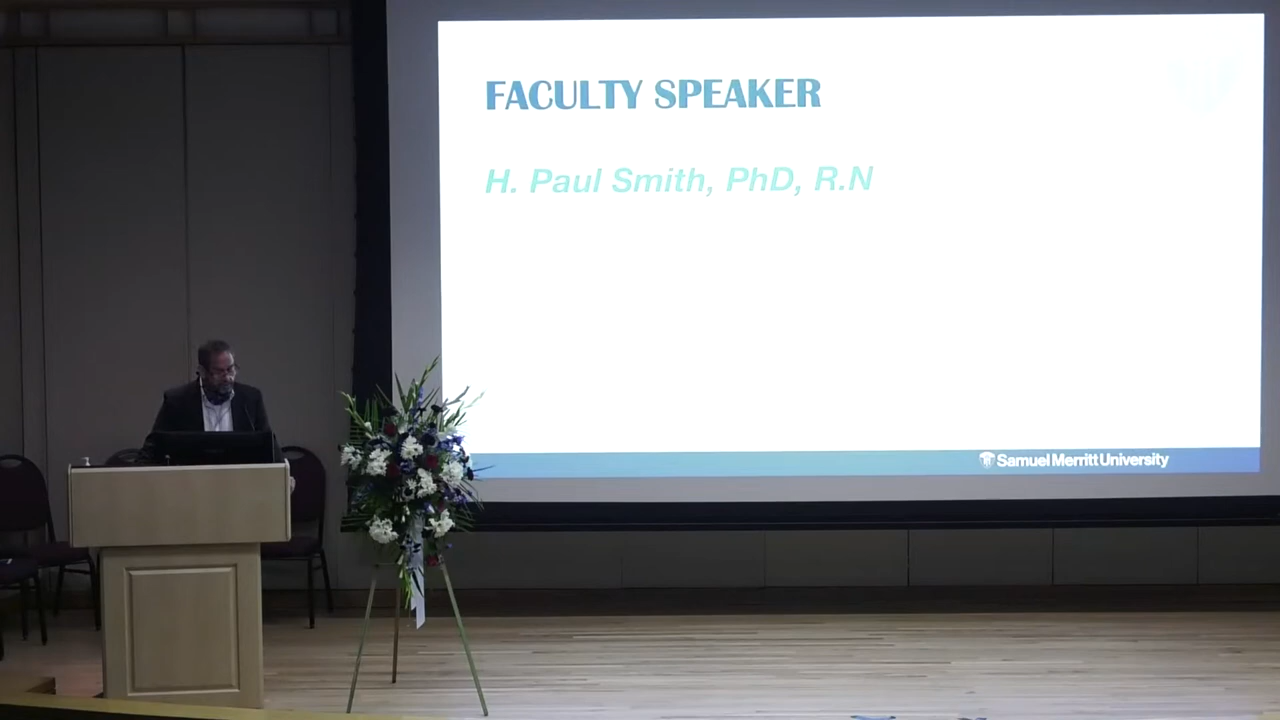 FACULTY SPEAKER
H. Paul Smith, PhD, R.N
Samuel Merritt University